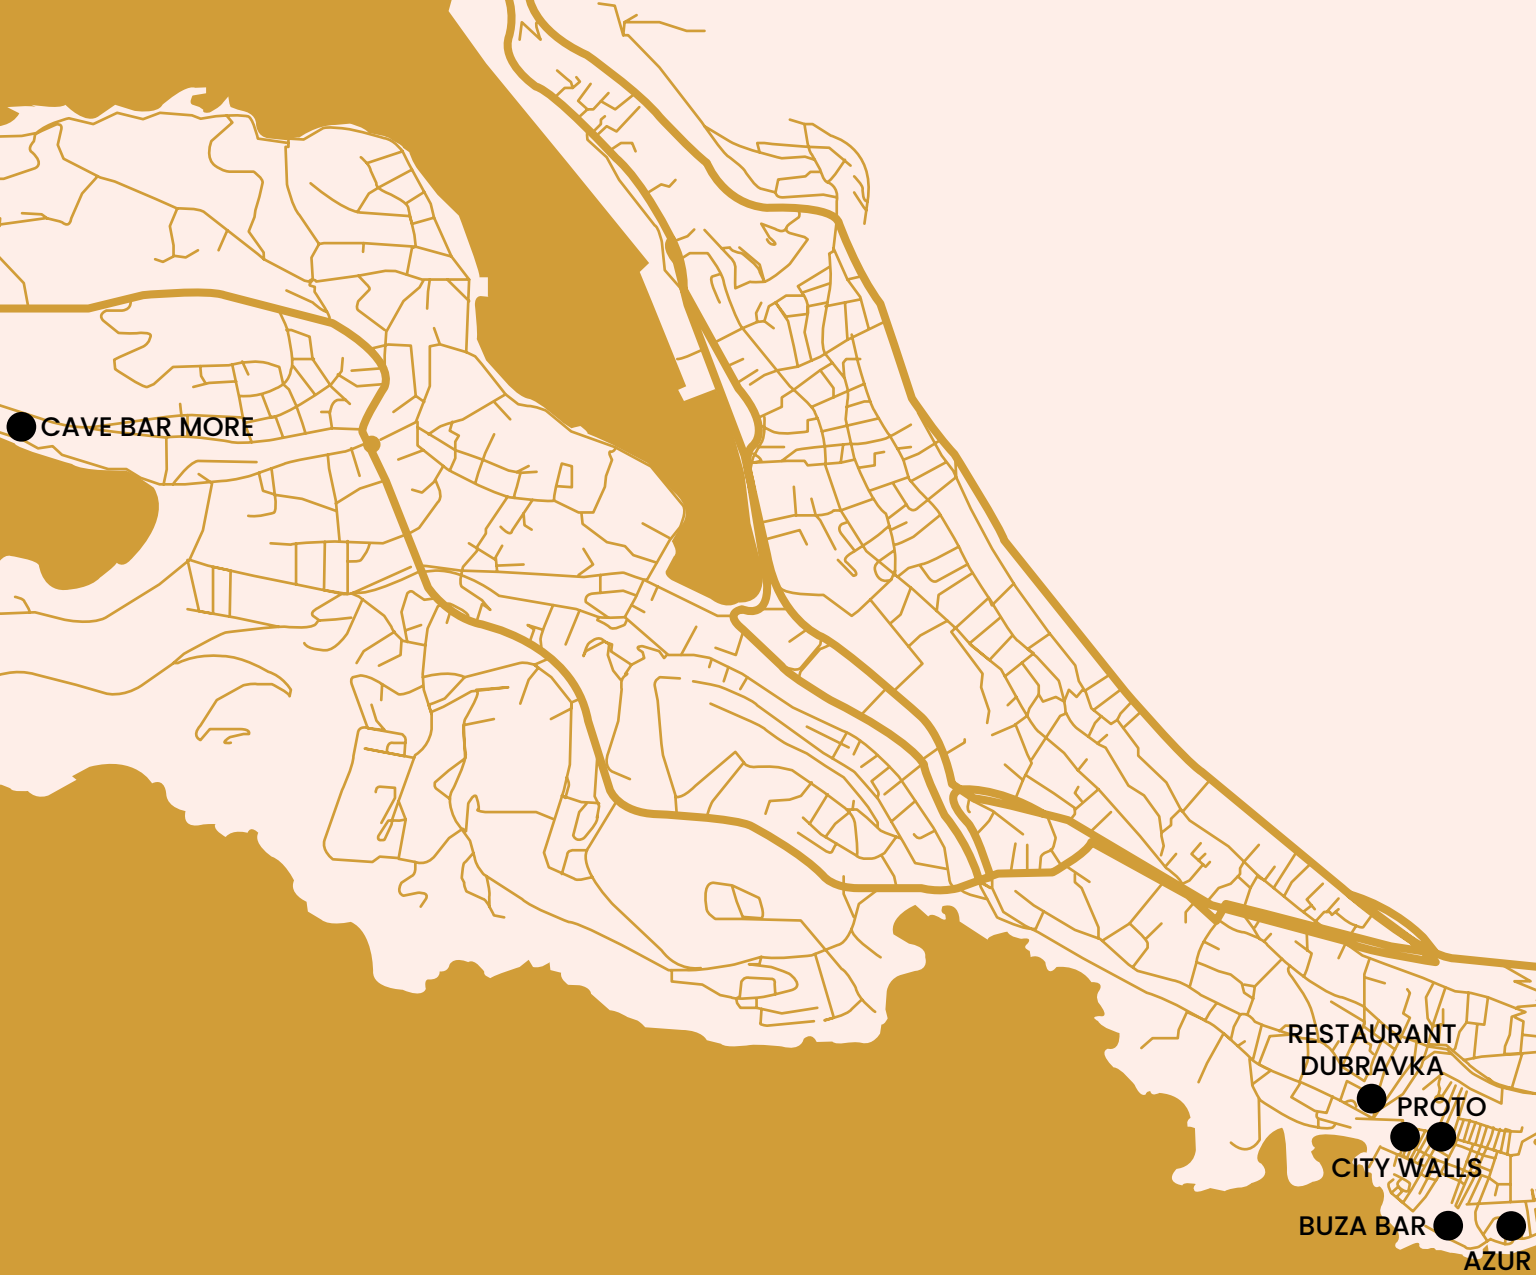 CAVE BAR MORE
RESTAURANT
DUBRAVKA
PROTO
CITY WALLS
BUZA BAR
AZUR